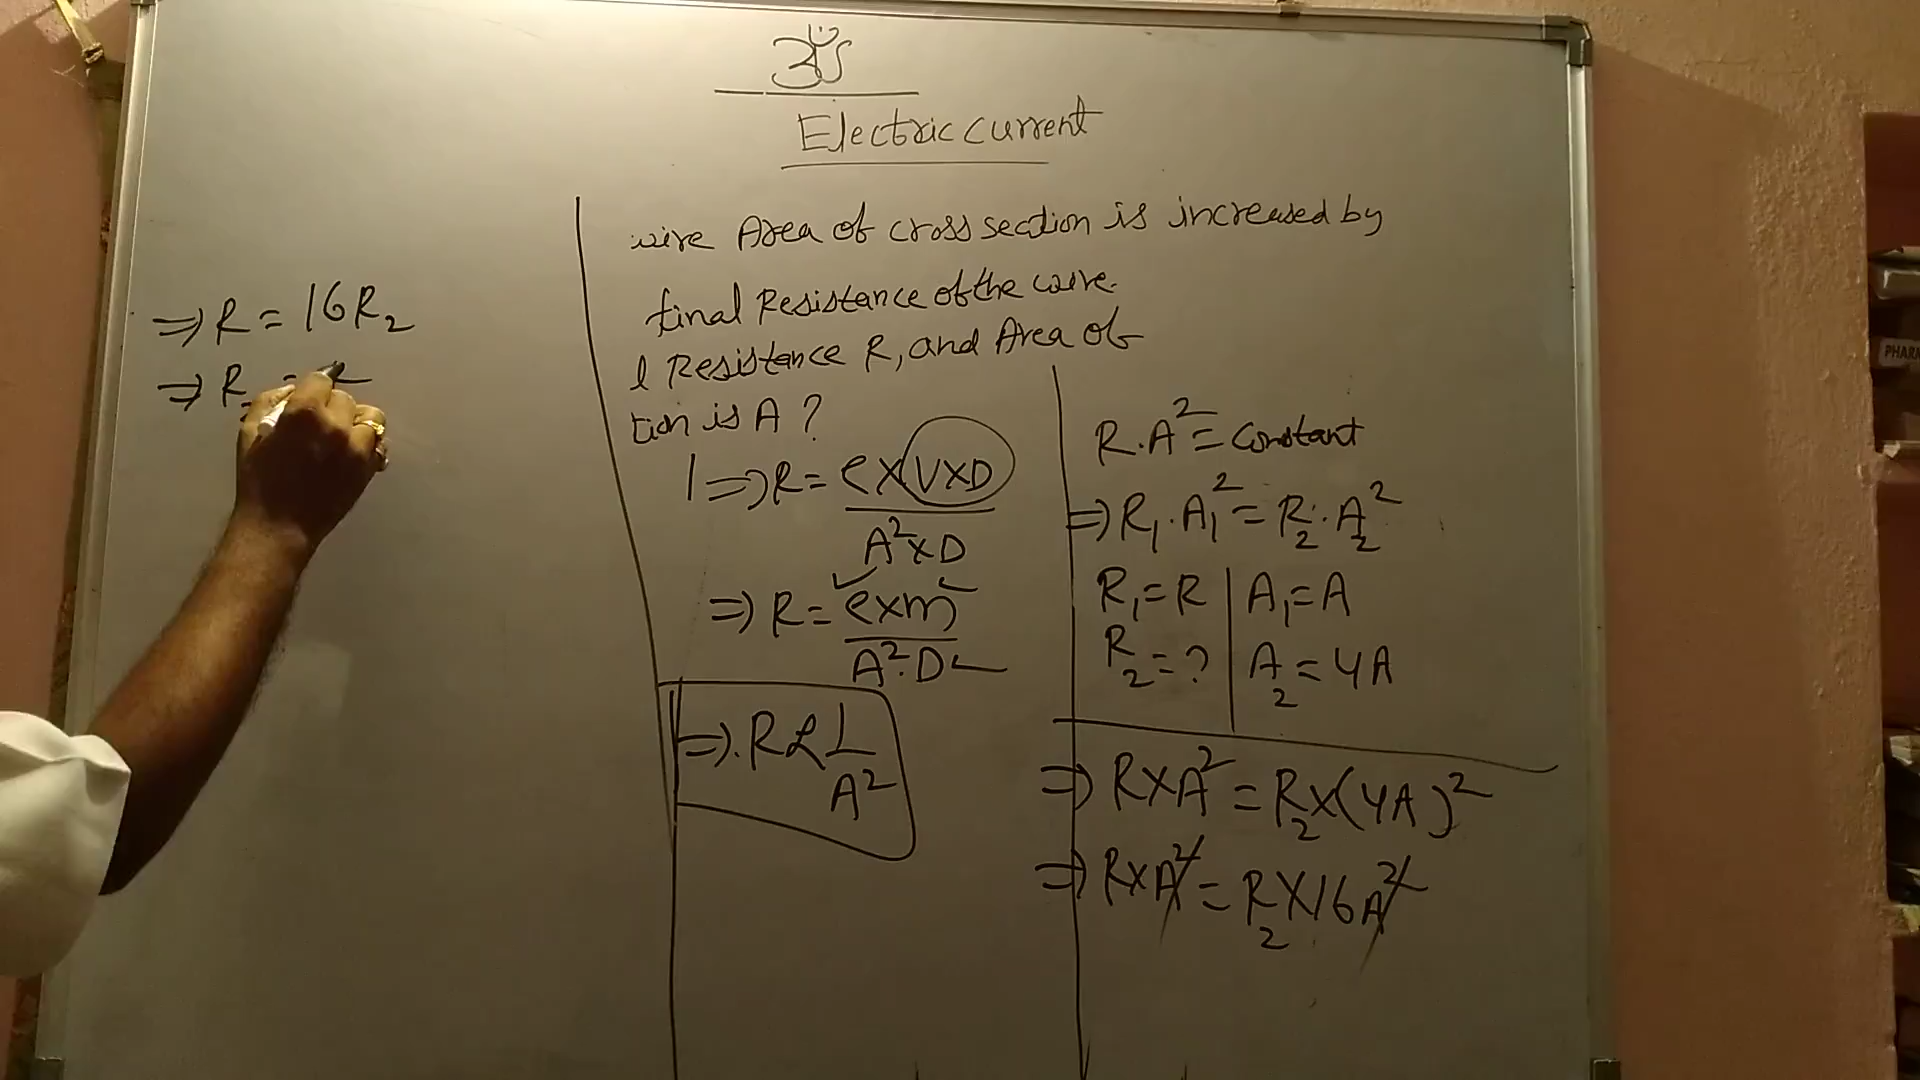 ॐ
Electric current
wire Area of cross section is increased by
final Resistance of the wire.
l Resistance R, and Area of
tion is A ?
⇒ R = 16R₂
⇒ R
⇒ R = ρ×(V×D)
A²×D
⇒ R = ρ×m
A²·D
⇒ R ∝ 1
A²
R·A² = Constant
⇒ R₁·A₁² = R₂·A₂²
R₁ = R | A₁ = A
R₂ = ? | A₂ = 4A
⇒ R×A² = R₂×(4A)²
⇒ R×A² = R₂×16A²
PHAR